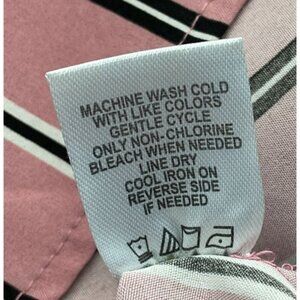 MACHINE WASH COLD
WITH LIKE COLORS
GENTLE CYCLE
ONLY NON-CHLORINE
BLEACH WHEN NEEDED
LINE DRY
COOL IRON ON
REVERSE SIDE
IF NEEDED